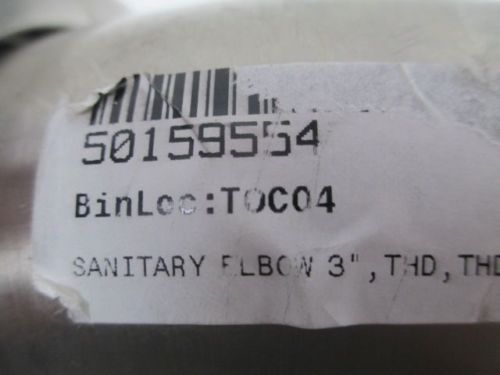 50159554
BinLoc:TOC04
SANITARY ELBOW 3",THD,THD